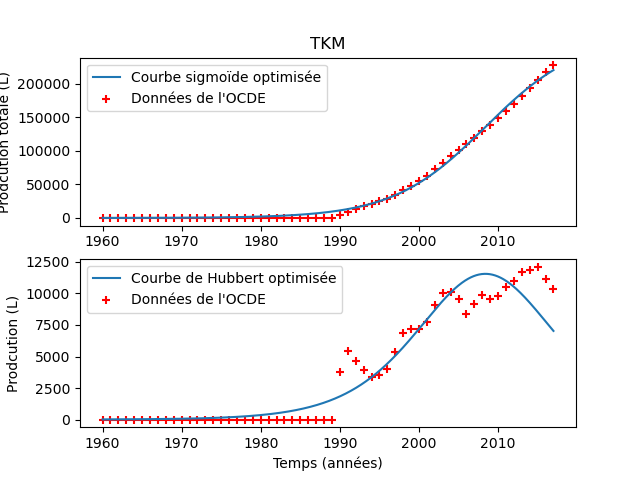 TKM
Prodcution totale (L)
200000
150000
100000
50000
0
Courbe sigmoïde optimisée
Données de l'OCDE
1960 1970 1980 1990 2000 2010
Prodcution (L)
12500
10000
7500
5000
2500
0
Courbe de Hubbert optimisée
Données de l'OCDE
1960 1970 1980 1990 2000 2010
Temps (années)